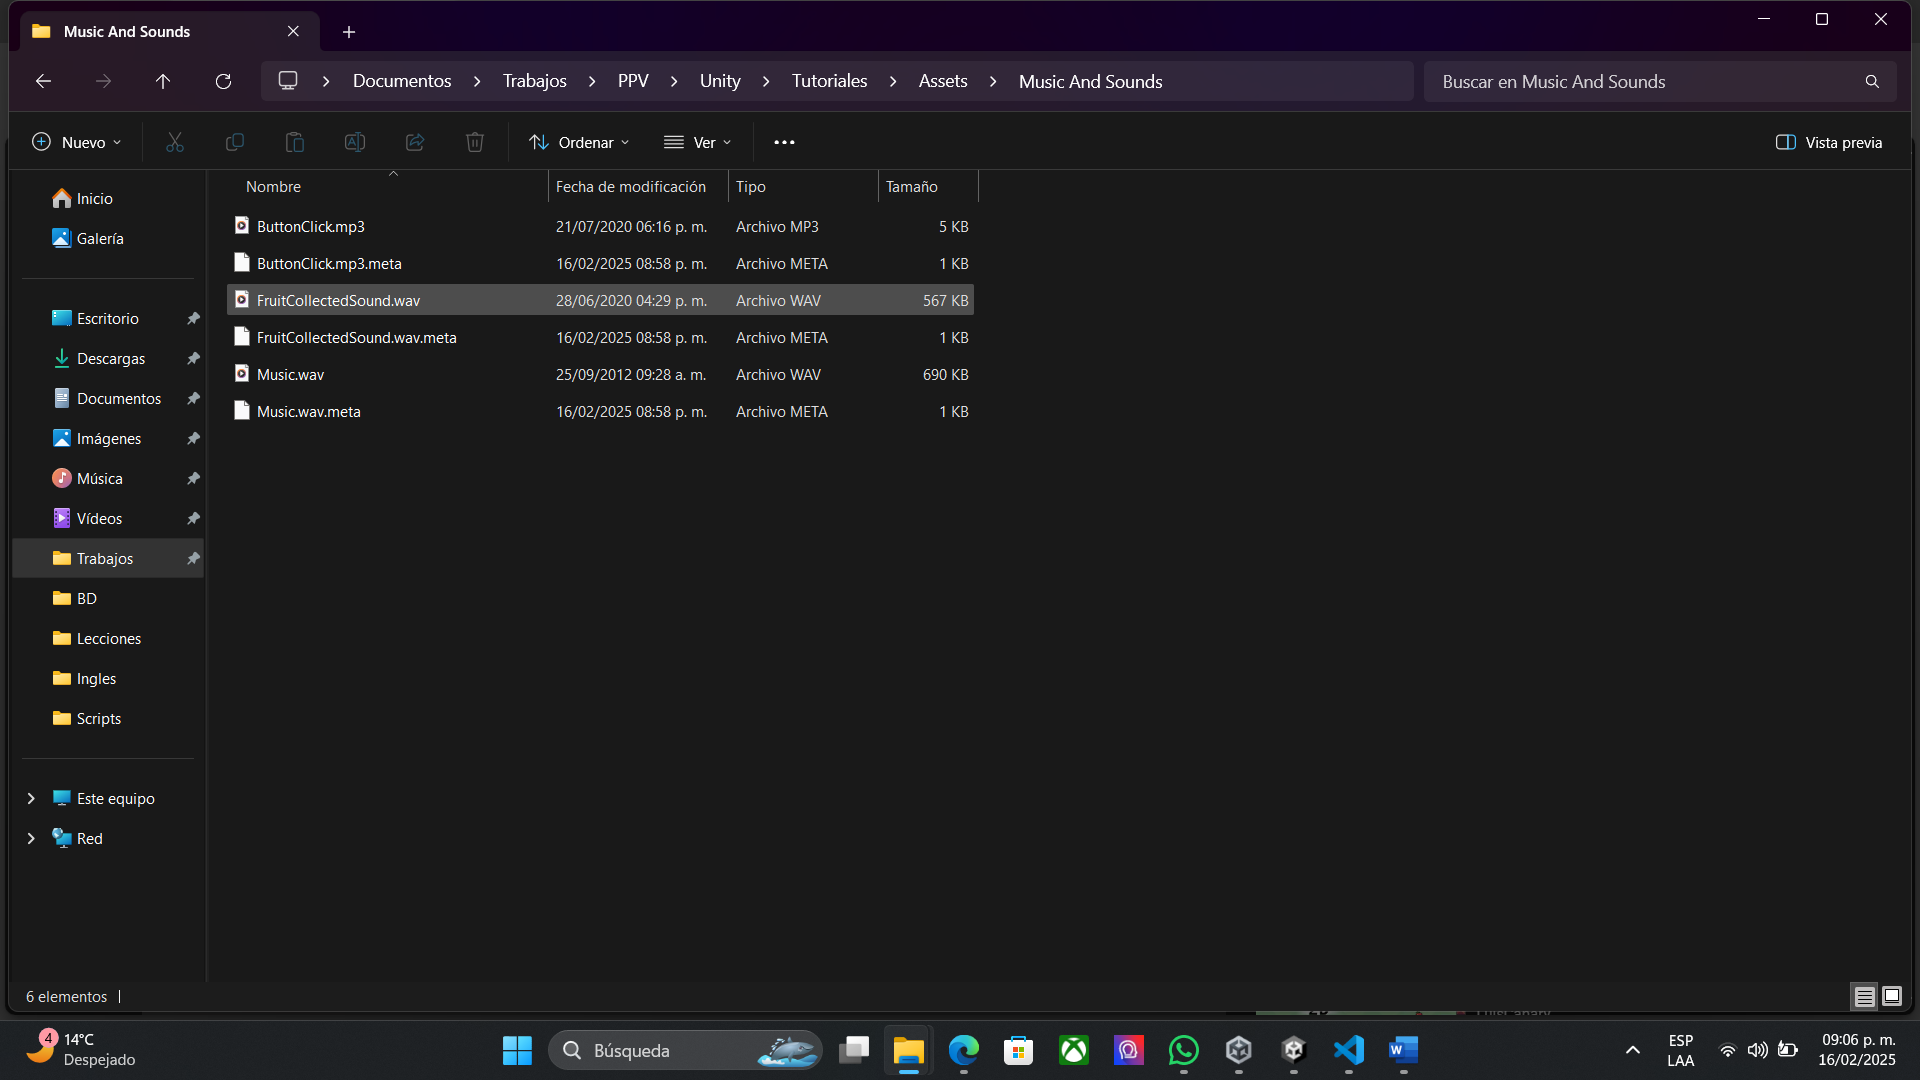 Music And Sounds
Documentos > Trabajos > PPV > Unity > Tutoriales > Assets > Music And Sounds
Buscar en Music And Sounds
Nuevo
Ordenar
Ver
Vista previa
Inicio
Galería
Escritorio
Descargas
Documentos
Imágenes
Música
Vídeos
Trabajos
BD
Lecciones
Ingles
Scripts
Este equipo
Red
Nombre Fecha de modificación Tipo Tamaño
ButtonClick.mp3 21/07/2020 06:16 p. m. Archivo MP3 5 KB
ButtonClick.mp3.meta 16/02/2025 08:58 p. m. Archivo META 1 KB
FruitCollectedSound.wav 28/06/2020 04:29 p. m. Archivo WAV 567 KB
FruitCollectedSound.wav.meta 16/02/2025 08:58 p. m. Archivo META 1 KB
Music.wav 25/09/2012 09:28 a. m. Archivo WAV 690 KB
Music.wav.meta 16/02/2025 08:58 p. m. Archivo META 1 KB
6 elementos
4
14°C
Despejado
Búsqueda
ESP
LAA
09:06 p. m.
16/02/2025